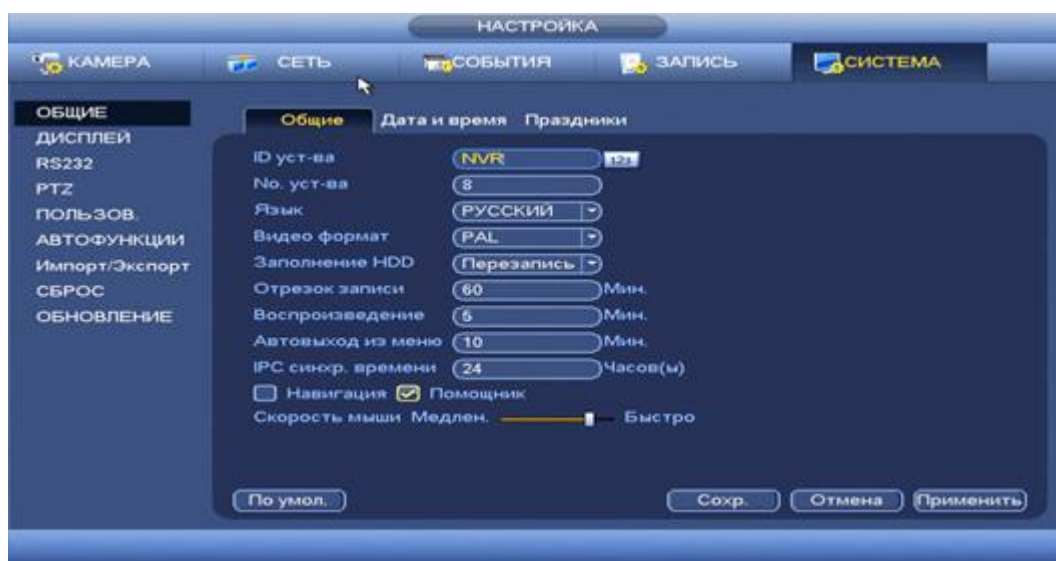 НАСТРОЙКА
КАМЕРА СЕТЬ СОБЫТИЯ ЗАПИСЬ СИСТЕМА
ОБЩИЕ
ДИСПЛЕЙ
RS232
PTZ
ПОЛЬЗОВ.
АВТОФУНКЦИИ
Импорт/Экспорт
СБРОС
ОБНОВЛЕНИЕ
Общие Дата и время Праздники
ID уст-ва NVR 123
No. уст-ва 8
Язык РУССКИЙ
Видео формат PAL
Заполнение HDD Перезапись
Отрезок записи 60 Мин.
Воспроизведение 5 Мин.
Автовыход из меню 10 Мин.
IPC синхр. времени 24 Часов(ы)
Навигация Помощник
Скорость мыши Медлен. Быстро
По умол. Сохр. Отмена Применить